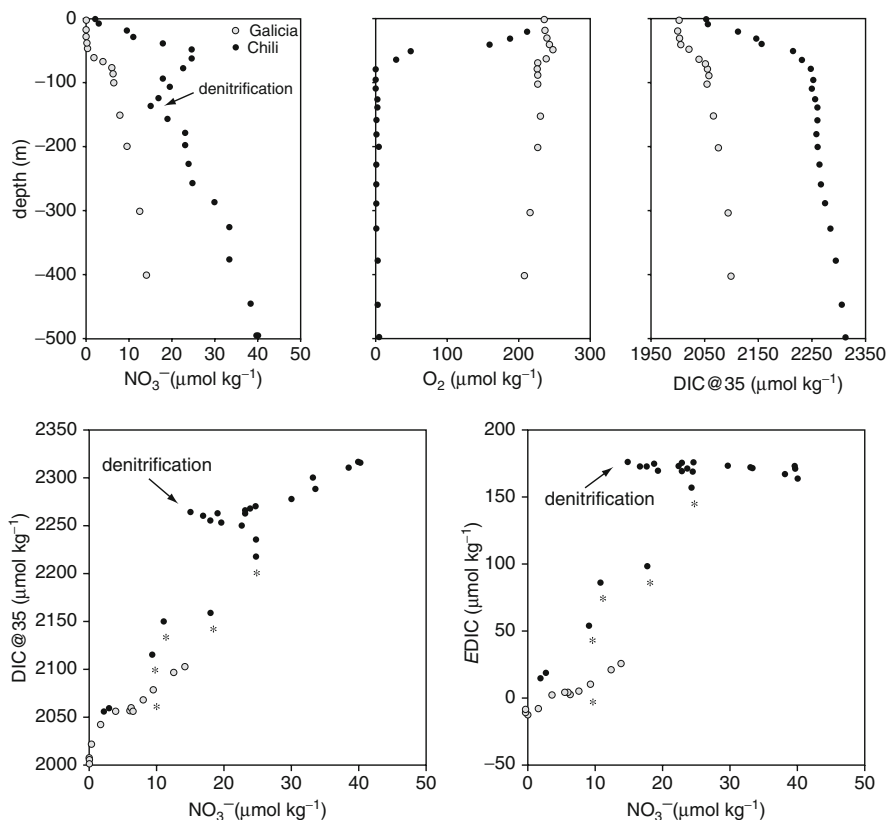 Galicia
Chili
denitrification
depth (m)
0
−100
−200
−300
−400
−500
0 10 20 30 40 50
NO₃⁻(μmol kg⁻¹)
0 300
O₂ (μmol kg⁻¹)
1950 2050 2150 2250 2350
DIC@35 (μmol kg⁻¹)
2350
2300
2250
2200
2150
2100
2050
2000
DIC@35
(μmol kg⁻¹)
denitrification
*
*
*
*
*
0 10 20 30 40 50
NO₃⁻(μmol kg⁻¹)
200
150
100
50
0
−50
EDIC (μmol kg⁻¹)
denitrification
*
*
*
*
*
0 10 20 30 40 50
NO₃⁻(μmol kg⁻¹)